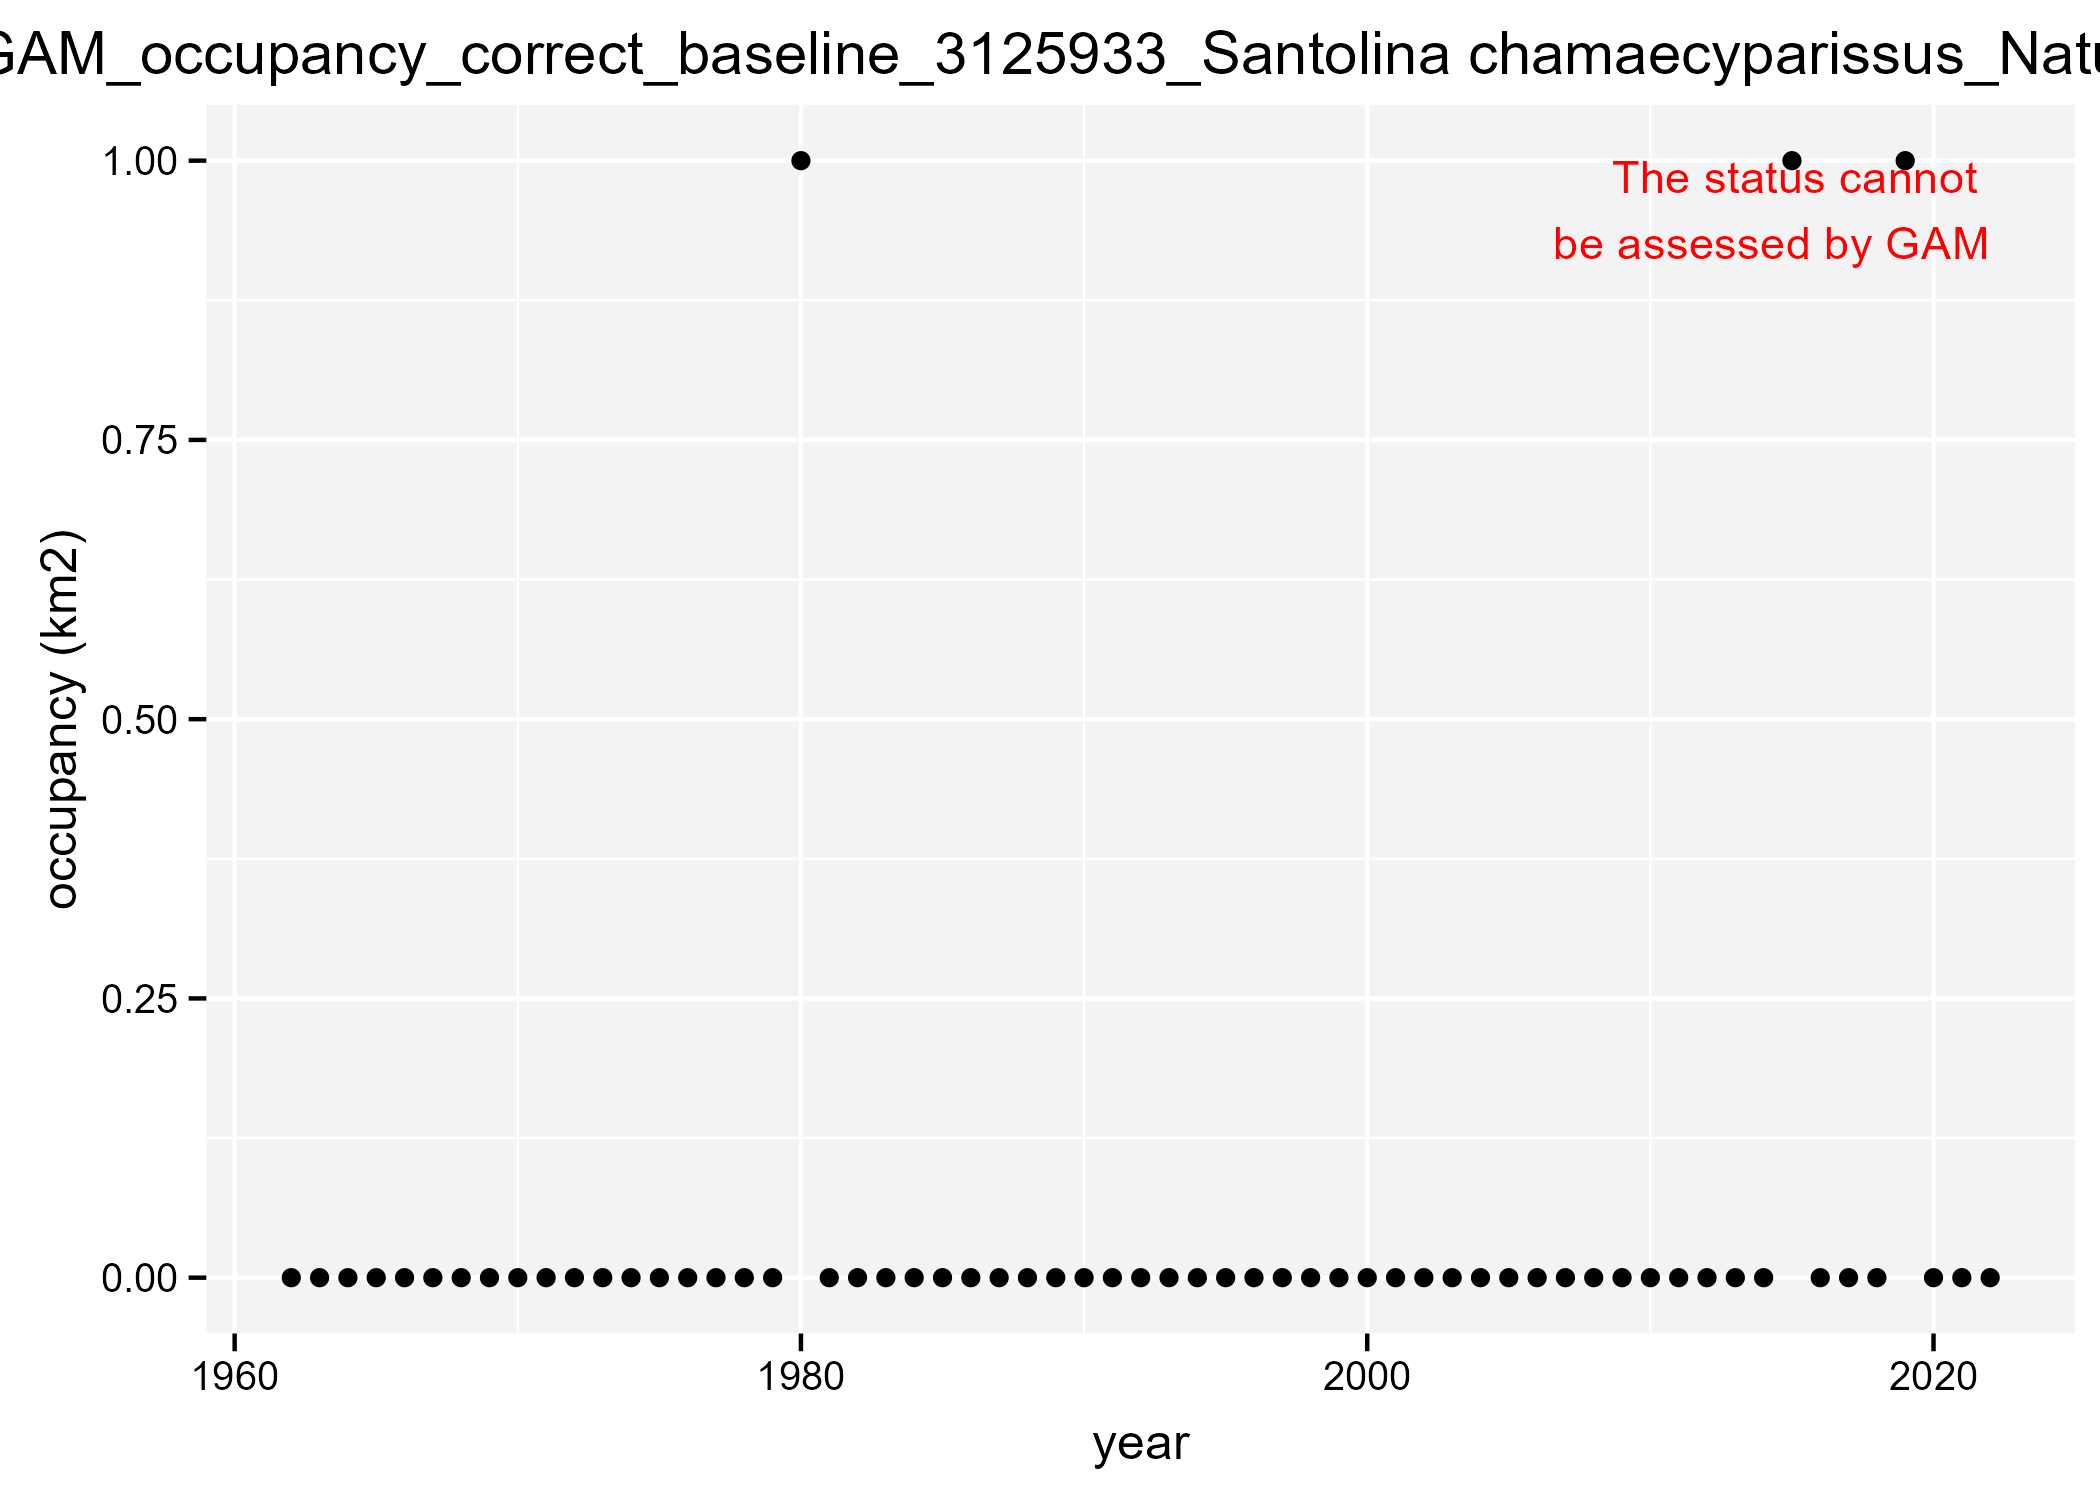 GAM_occupancy_correct_baseline_3125933_Santolina chamaecyparissus_Natu
1.00
The status cannot
be assessed by GAM
0.75
occupancy (km2)
0.50
0.25
0.00
1960 1980 2000 2020
year